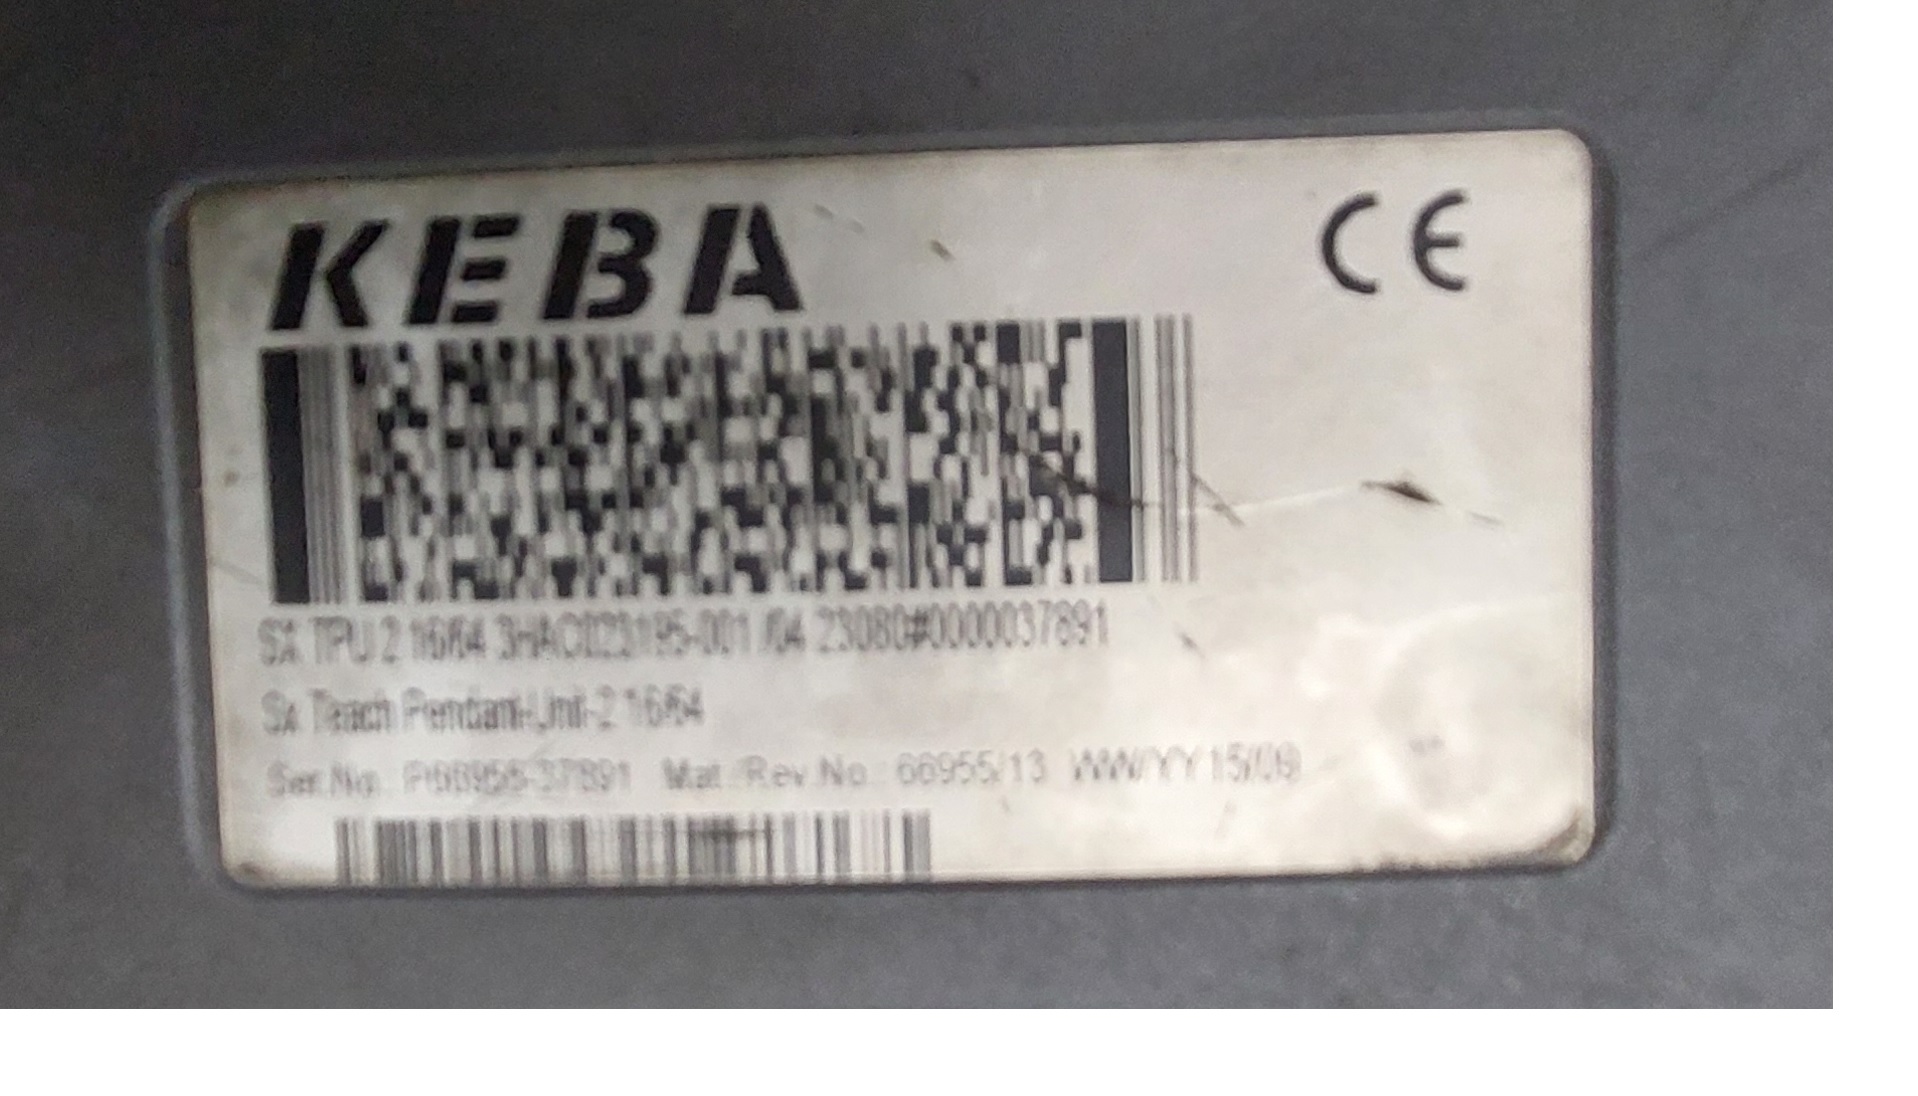 KEBA CE
SX TPU 2 16/64 3HAC023195-001 /04 23080#0000037891
Sx Teach Pendant-Unit-2 16/64
Ser.No. P66955-37891 Mat. Rev.No. 66955/13 WW/YY 15/09